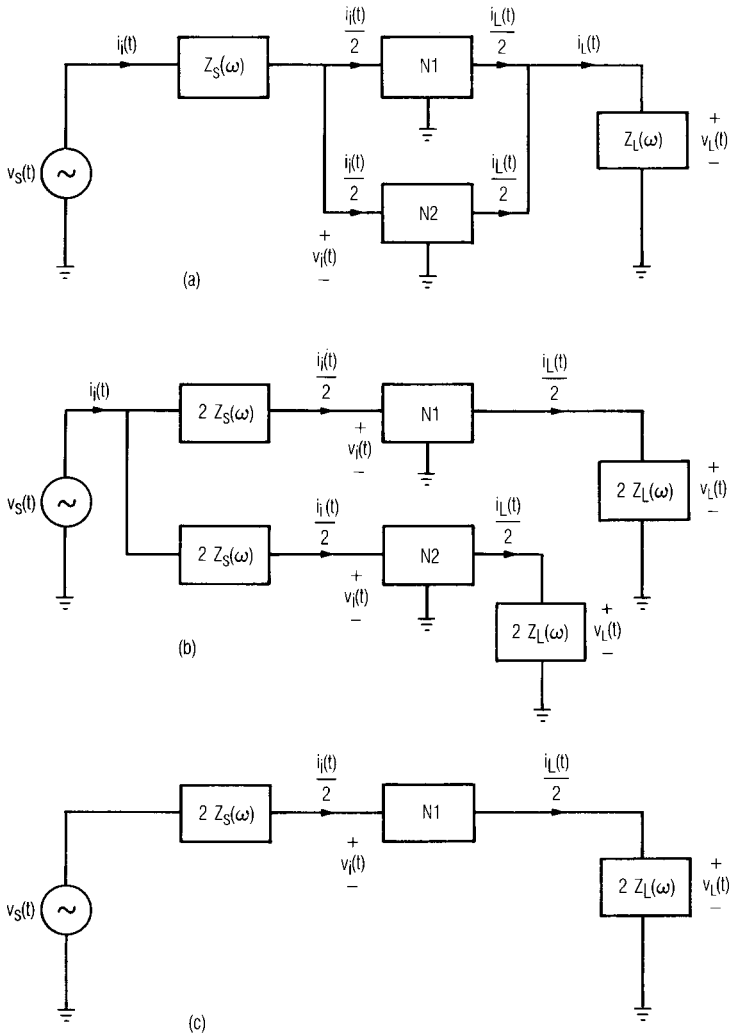 i_i(t)
Z_S(ω)
i_i(t)/2
N1
i_L(t)/2
i_L(t)
v_S(t)
~
Z_L(ω)
+
v_L(t)
−
i_i(t)/2
N2
i_L(t)/2
+
v_i(t)
−
(a)
i_i(t)
2 Z_S(ω)
i_i(t)/2
+
v_i(t)
−
N1
i_L(t)/2
v_S(t)
~
2 Z_L(ω)
+
v_L(t)
−
2 Z_S(ω)
i_i(t)/2
+
v_i(t)
−
N2
i_L(t)/2
2 Z_L(ω)
+
v_L(t)
−
(b)
2 Z_S(ω)
i_i(t)/2
+
v_i(t)
−
N1
i_L(t)/2
v_S(t)
~
2 Z_L(ω)
+
v_L(t)
−
(c)